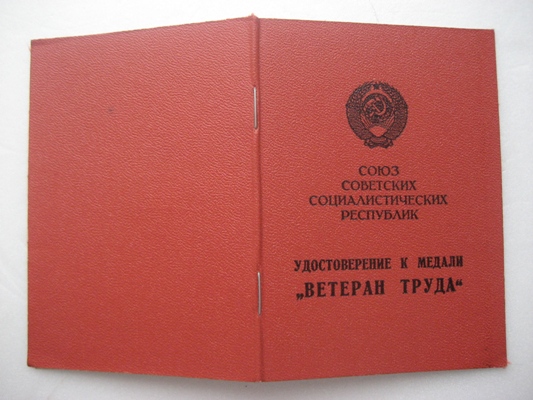 СОЮЗ
СОВЕТСКИХ
СОЦИАЛИСТИЧЕСКИХ
РЕСПУБЛИК
УДОСТОВЕРЕНИЕ К МЕДАЛИ
„ВЕТЕРАН ТРУДА“